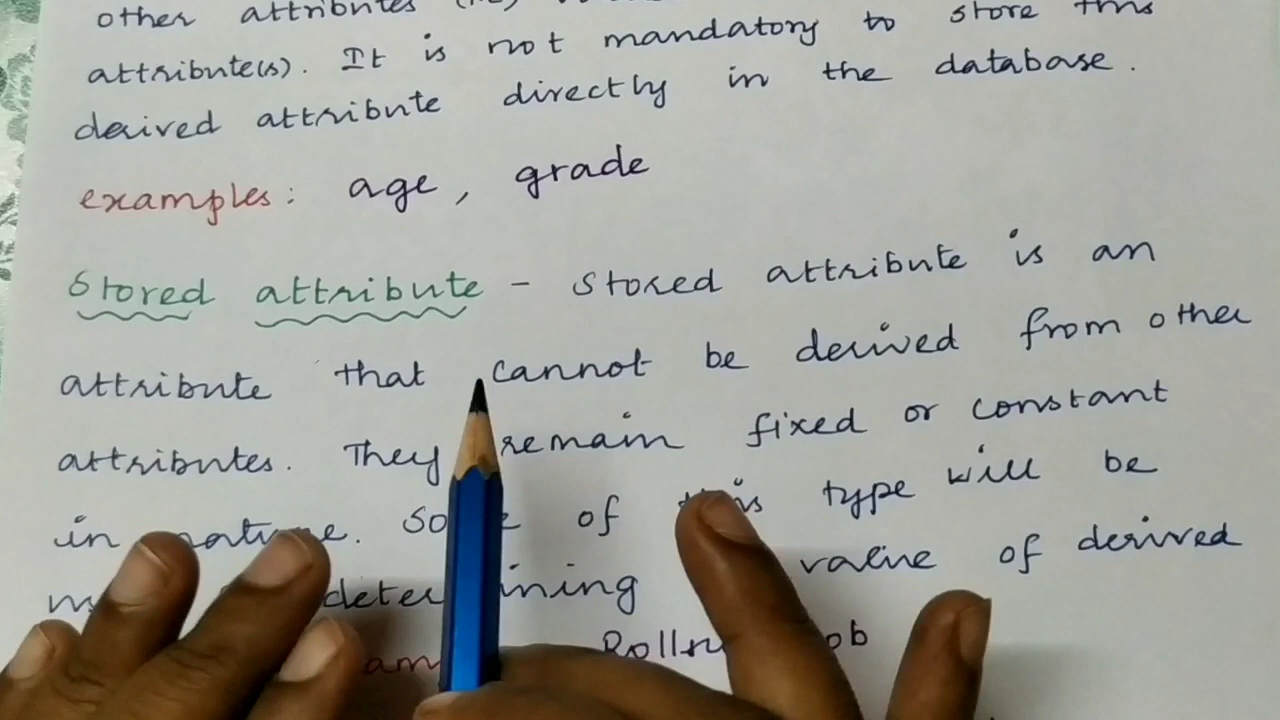 other attributes
attribute(s). It is not mandatory to store this
derived attribute directly in the database.
examples: age, grade
Stored attribute - Stored attribute is an
attribute that cannot be derived from other
attributes. They remain fixed or constant
in of this type will be
value of derived